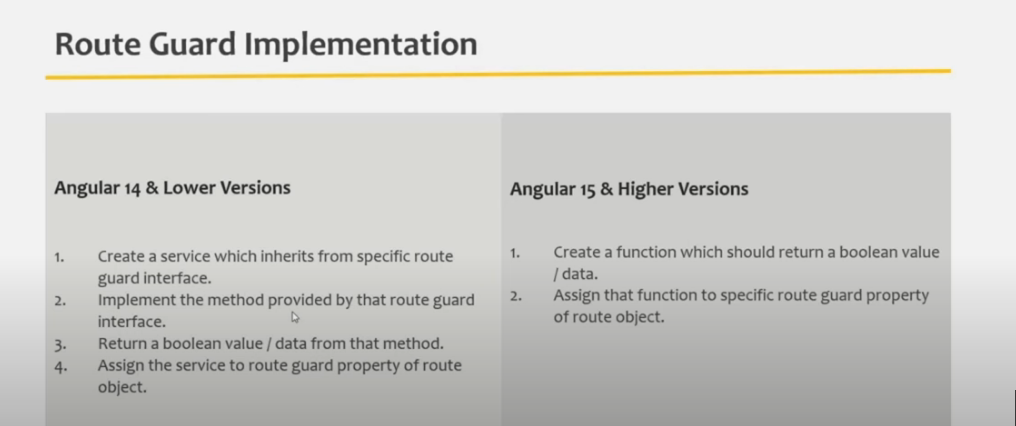 Route Guard Implementation
Angular 14 & Lower Versions
1. Create a service which inherits from specific route
guard interface.
2. Implement the method provided by that route guard
interface.
3. Return a boolean value / data from that method.
4. Assign the service to route guard property of route
object.
Angular 15 & Higher Versions
1. Create a function which should return a boolean value
/ data.
2. Assign that function to specific route guard property
of route object.